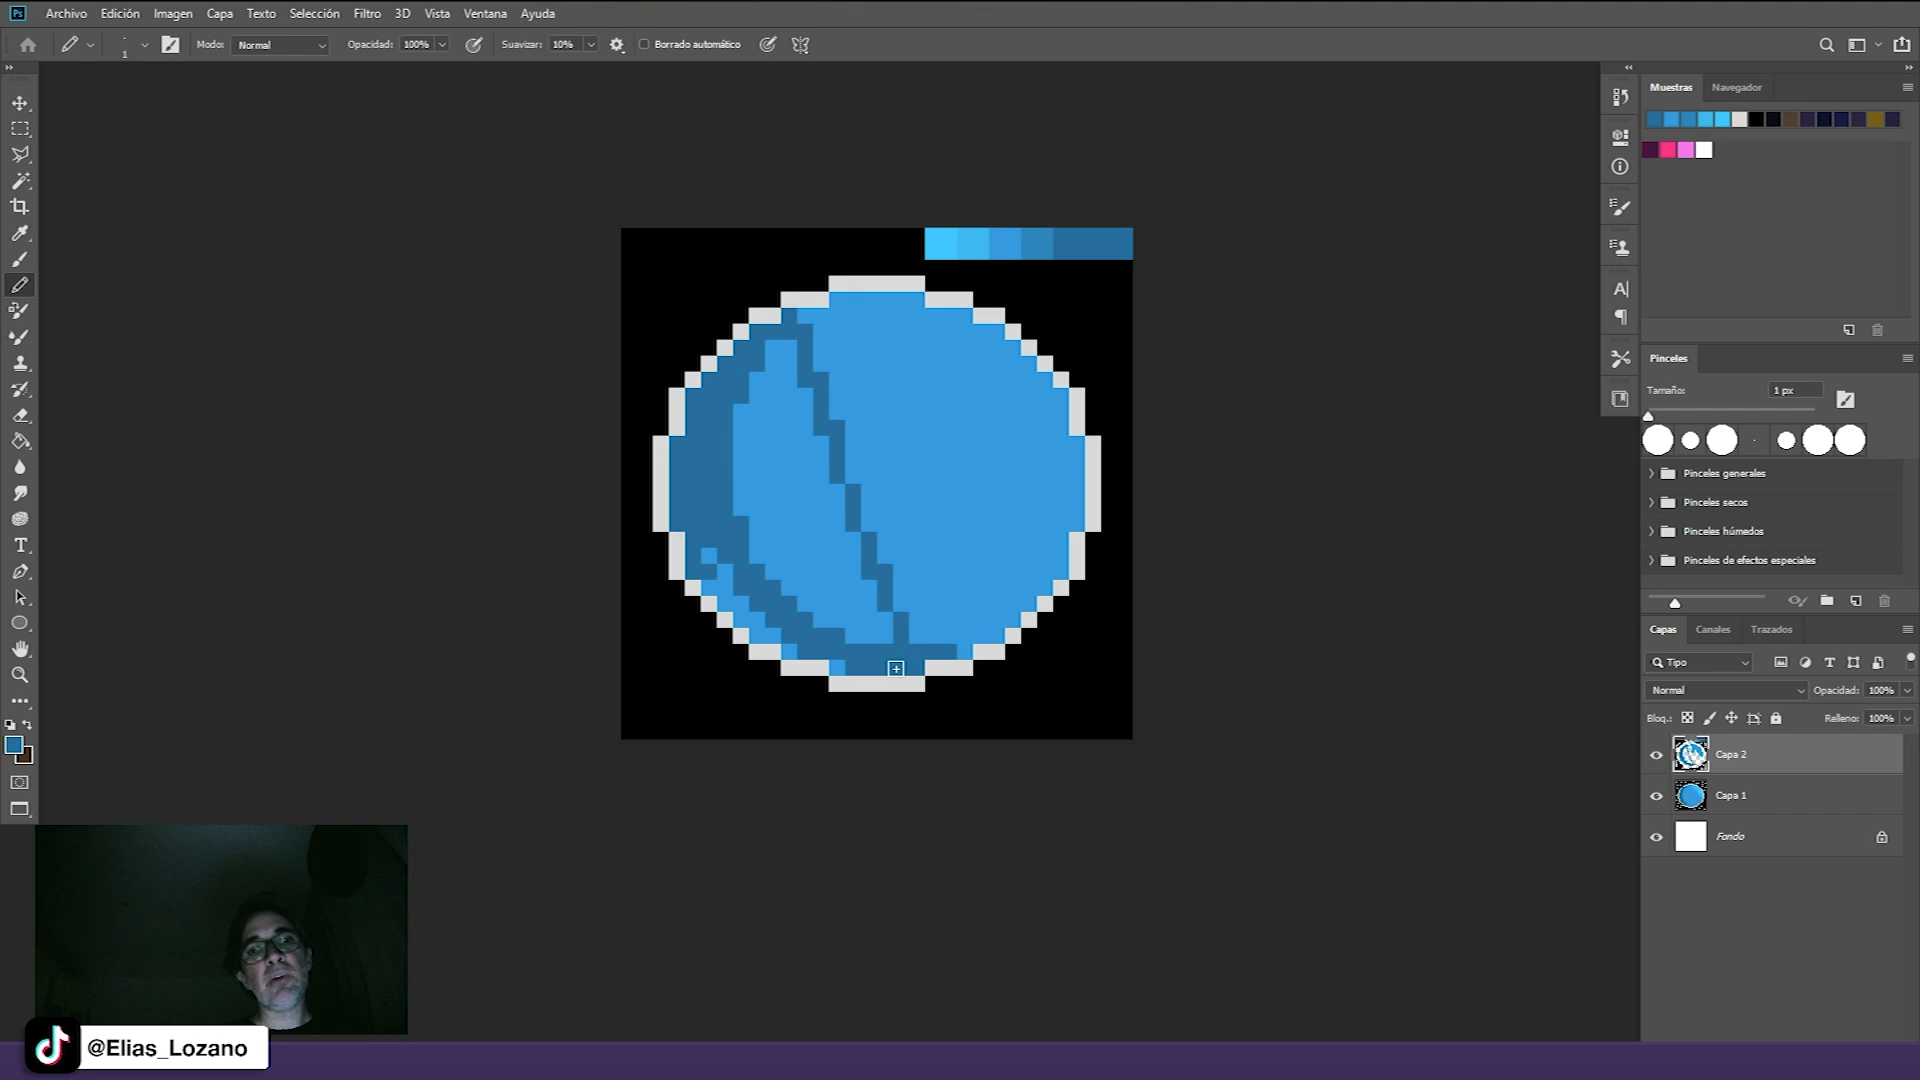 Ps Archivo Edición Imagen Capa Texto Selección Filtro 3D Vista Ventana Ayuda
1 Modo: Normal Opacidad: 100% Suavizar: 10% Borrado automático
Muestras Navegador
Pinceles
Tamaño: 1 px
Pinceles generales
Pinceles secos
Pinceles húmedos
Pinceles de efectos especiales
Capas Canales Trazados
Tipo
Normal Opacidad: 100%
Bloq.: Relleno: 100%
Capa 2
Capa 1
Fondo
@Elias_Lozano